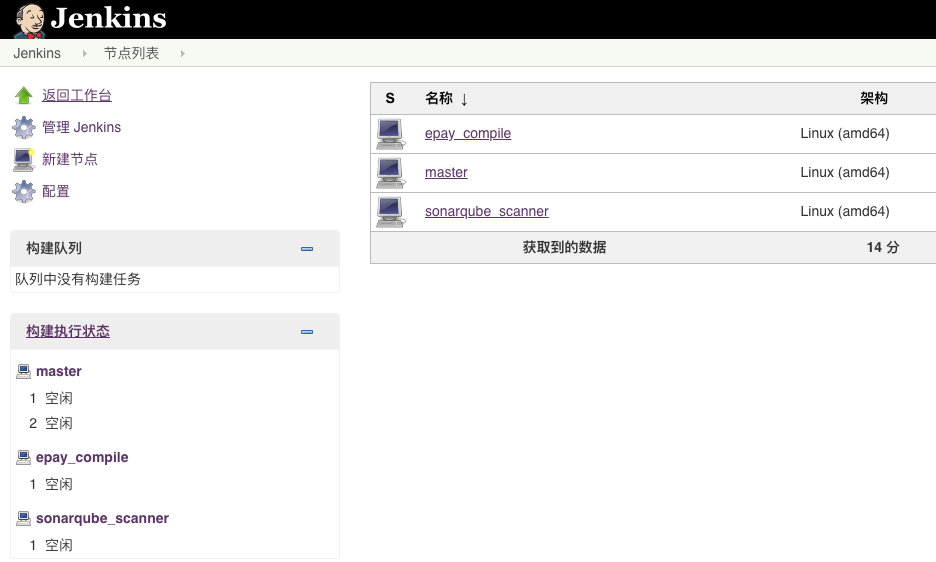 Jenkins
Jenkins 节点列表
返回工作台
管理 Jenkins
新建节点
配置
构建队列
队列中没有构建任务
构建执行状态
master
1 空闲
2 空闲
epay_compile
1 空闲
sonarqube_scanner
1 空闲
S 名称 ↓ 架构
epay_compile Linux (amd64)
master Linux (amd64)
sonarqube_scanner Linux (amd64)
获取到的数据 14 分